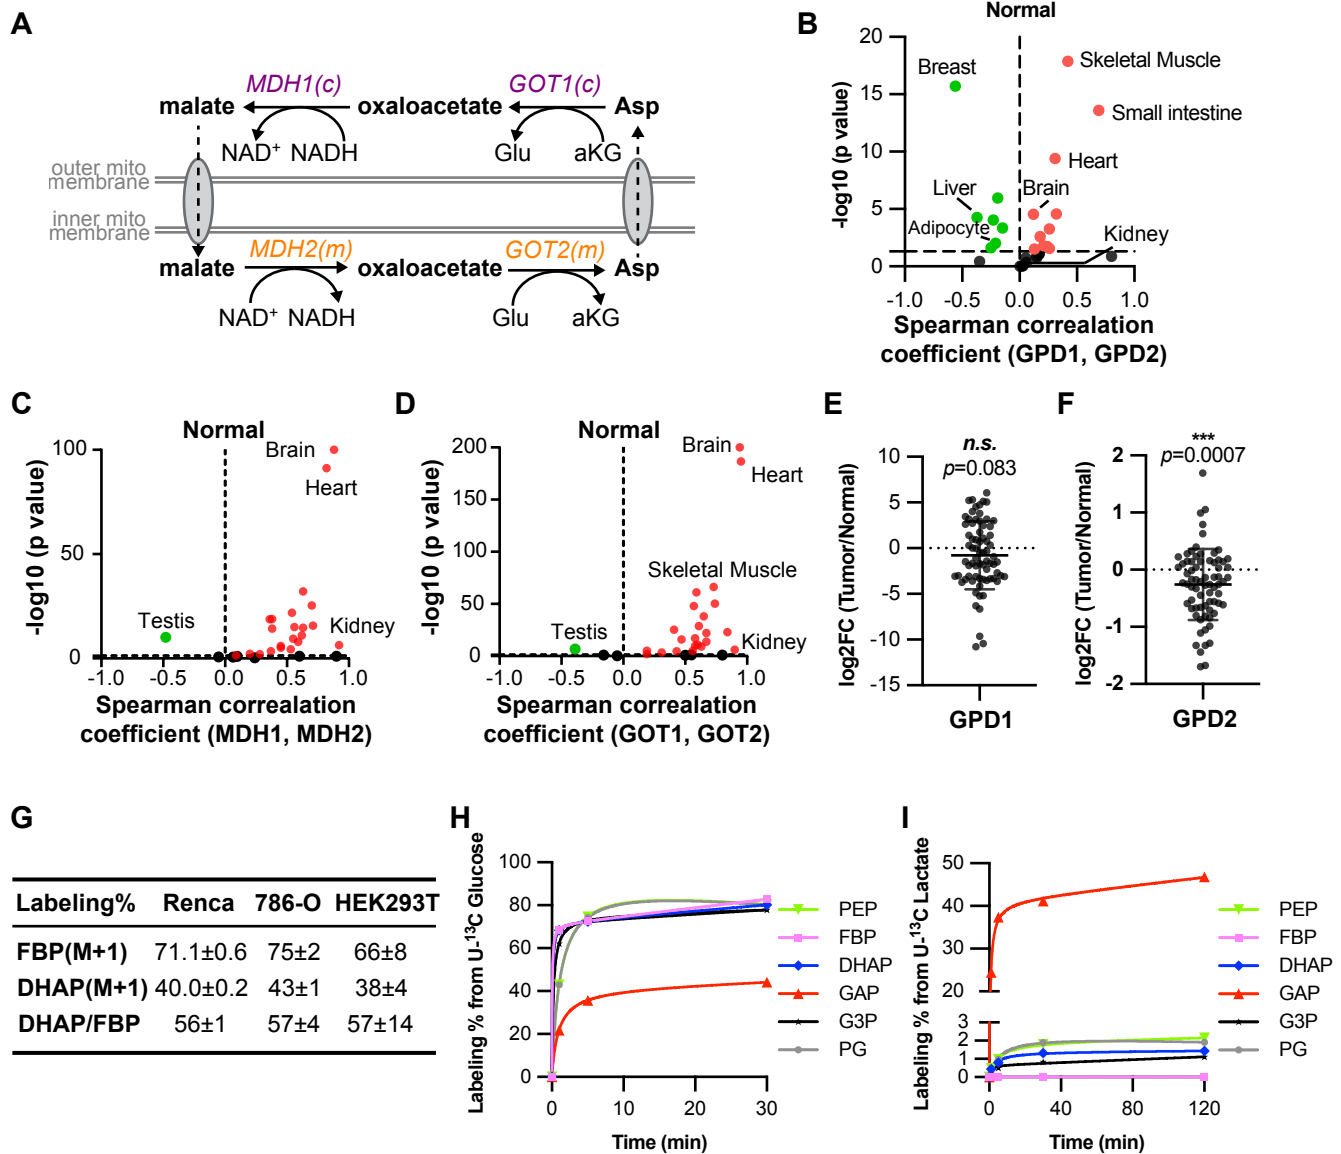 A
MDH1(c)
GOT1(c)
malate
oxaloacetate
Asp
NAD+ NADH
Glu
aKG
outer mito
membrane
inner mito
membrane
MDH2(m)
GOT2(m)
malate
oxaloacetate
Asp
NAD+ NADH
Glu
aKG
B
Normal
-log10 (p value)
20
15
10
5
0
Breast
Skeletal Muscle
Small intestine
Heart
Liver
Brain
Adipocyte
Kidney
-1.0 -0.5 0.0 0.5 1.0
Spearman correalation
coefficient (GPD1, GPD2)
C
Normal
-log10 (p value)
100
50
0
Brain
Heart
Testis
Kidney
-1.0 -0.5 0.0 0.5 1.0
Spearman correalation
coefficient (MDH1, MDH2)
D
Normal
-log10 (p value)
200
150
100
50
0
Brain
Heart
Skeletal Muscle
Testis
Kidney
-1.0 -0.5 0.0 0.5 1.0
Spearman correalation
coefficient (GOT1, GOT2)
E
n.s.
p=0.083
log2FC (Tumor/Normal)
10
5
0
-5
-10
-15
GPD1
F
***
p=0.0007
log2FC (Tumor/Normal)
2
1
0
-1
-2
GPD2
G
Labeling% Renca 786-O HEK293T
FBP(M+1) 71.1±0.6 75±2 66±8
DHAP(M+1) 40.0±0.2 43±1 38±4
DHAP/FBP 56±1 57±4 57±14
H
Labeling % from U-13C Glucose
100
80
60
40
20
0
0 10 20 30
Time (min)
PEP
FBP
DHAP
GAP
G3P
PG
I
Labeling % from U-13C Lactate
50
40
30
20
3
2
1
0
0 40 80 120
Time (min)
PEP
FBP
DHAP
GAP
G3P
PG